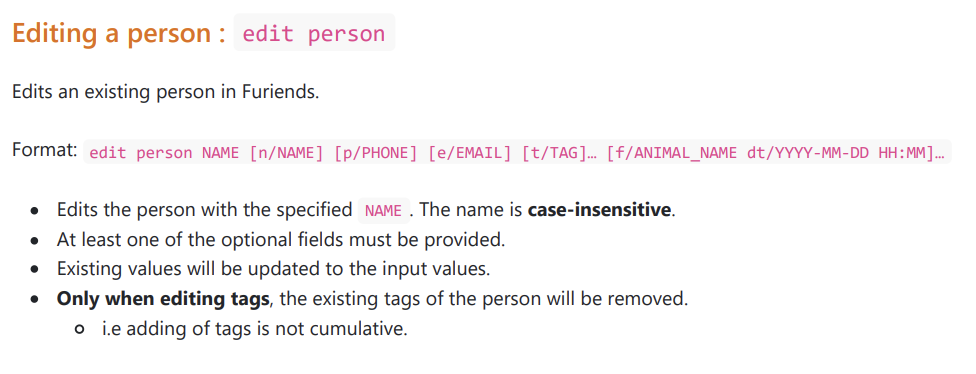 Editing a person : edit person
Edits an existing person in Furiends.
Format: edit person NAME [n/NAME] [p/PHONE] [e/EMAIL] [t/TAG]… [f/ANIMAL_NAME dt/YYYY-MM-DD HH:MM]…
• Edits the person with the specified NAME . The name is case-insensitive.
• At least one of the optional fields must be provided.
• Existing values will be updated to the input values.
• Only when editing tags, the existing tags of the person will be removed.
○ i.e adding of tags is not cumulative.